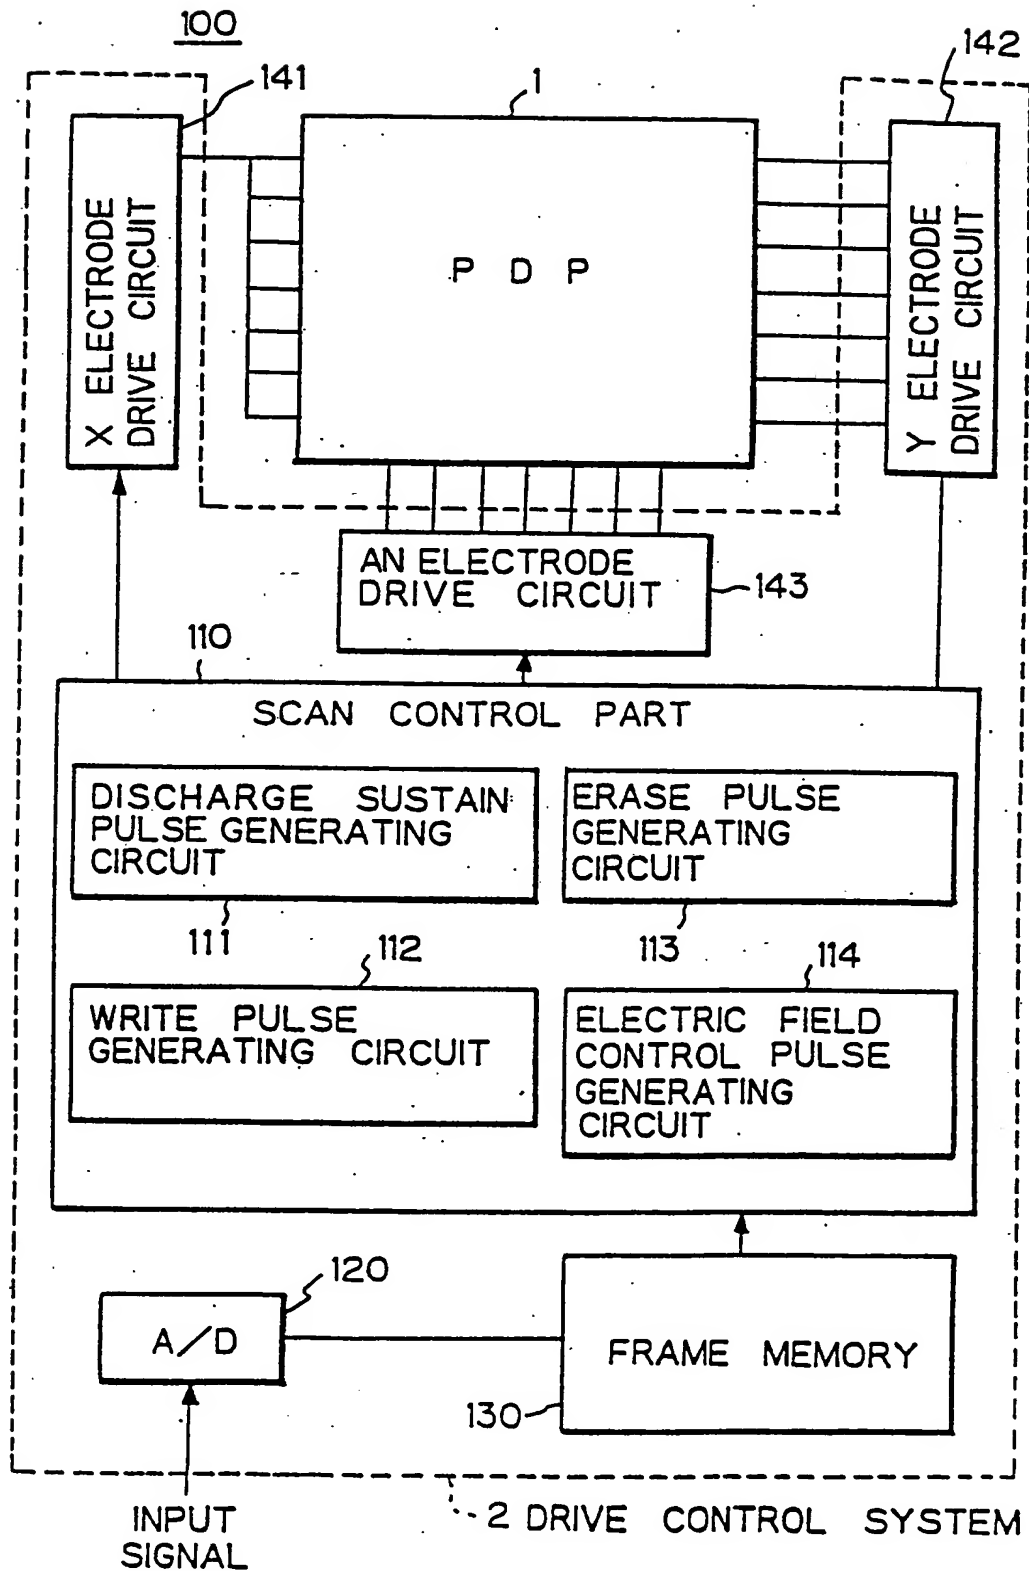 100
141
1
142
X ELECTRODE
DRIVE CIRCUIT
P D P
Y ELECTRODE
DRIVE CIRCUIT
AN ELECTRODE
DRIVE CIRCUIT
143
110
SCAN CONTROL PART
DISCHARGE SUSTAIN
PULSE GENERATING
CIRCUIT
111
ERASE PULSE
GENERATING
CIRCUIT
113
112
WRITE PULSE
GENERATING CIRCUIT
114
ELECTRIC FIELD
CONTROL PULSE
GENERATING
CIRCUIT
120
A/D
FRAME MEMORY
130
INPUT
SIGNAL
2 DRIVE CONTROL SYSTEM